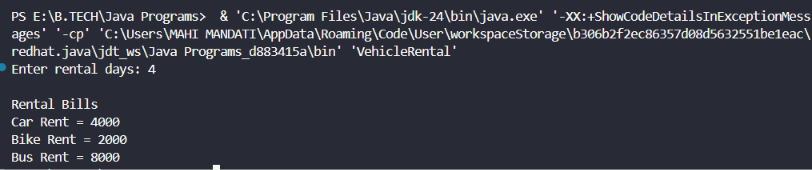 PS E:\B.TECH\Java Programs>  & 'C:\Program Files\Java\jdk-24\bin\java.exe' '-XX:+ShowCodeDetailsInExceptionMess
ages' '-cp' 'C:\Users\MAHI MANDATI\AppData\Roaming\Code\User\workspaceStorage\b306b2f2ec86357d08d5632551be1eac\
redhat.java\jdt_ws\Java Programs_d883415a\bin' 'VehicleRental'
Enter rental days: 4
Rental Bills
Car Rent = 4000
Bike Rent = 2000
Bus Rent = 8000